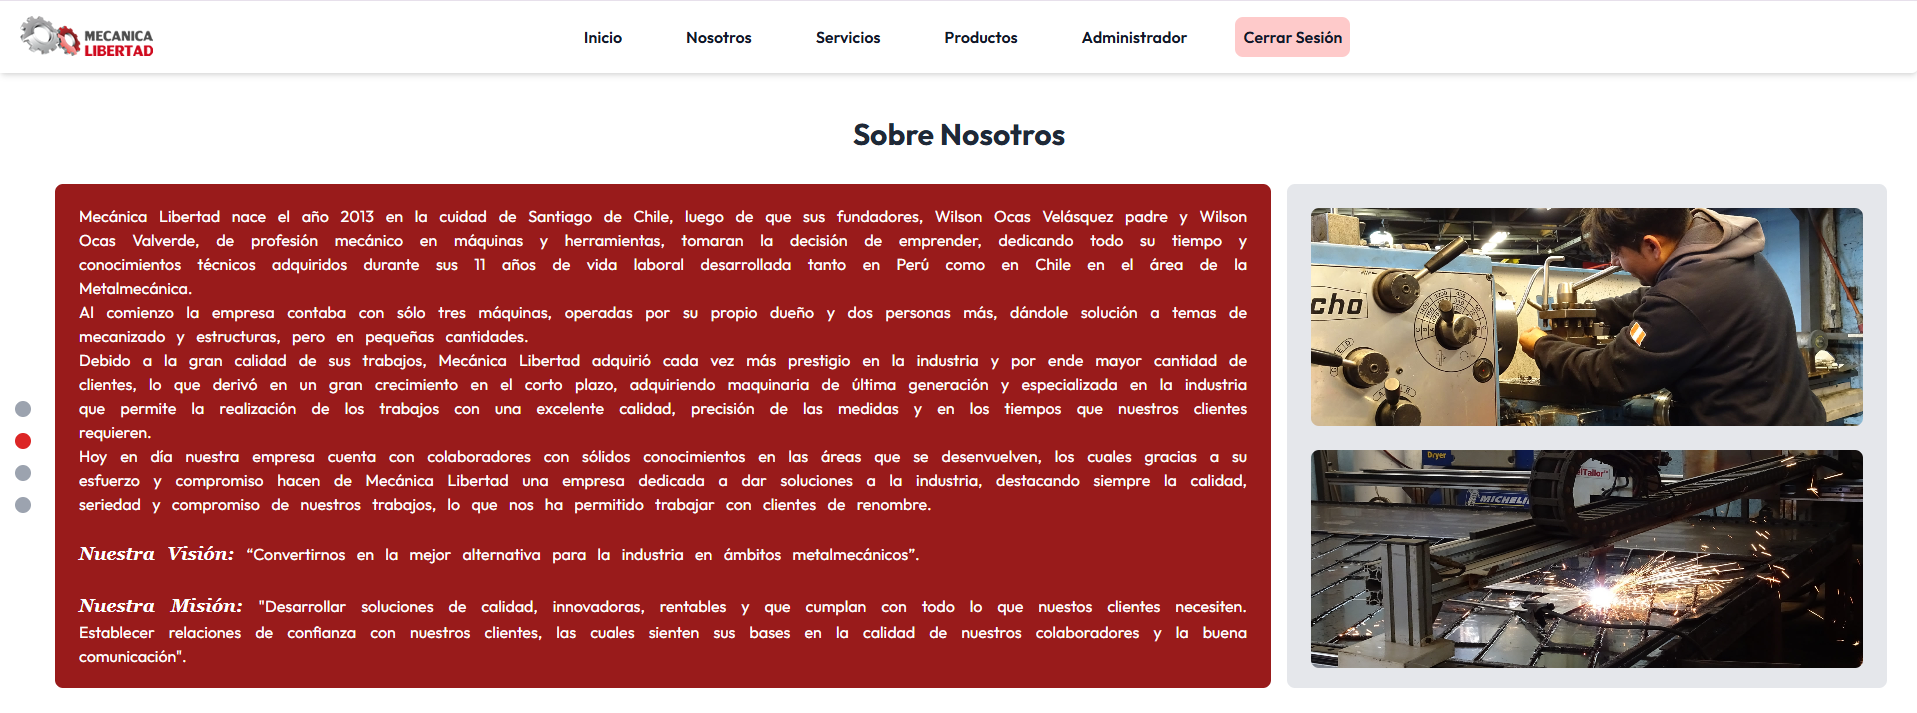 MECANICA
LIBERTAD
Inicio
Nosotros
Servicios
Productos
Administrador
Cerrar Sesión
Sobre Nosotros
Mecánica Libertad nace el año 2013 en la cuidad de Santiago de Chile, luego de que sus fundadores, Wilson Ocas Velásquez padre y Wilson
Ocas Valverde, de profesión mecánico en máquinas y herramientas, tomaran la decisión de emprender, dedicando todo su tiempo y
conocimientos técnicos adquiridos durante sus 11 años de vida laboral desarrollada tanto en Perú como en Chile en el área de la
Metalmecánica.
Al comienzo la empresa contaba con sólo tres máquinas, operadas por su propio dueño y dos personas más, dándole solución a temas de
mecanizado y estructuras, pero en pequeñas cantidades.
Debido a la gran calidad de sus trabajos, Mecánica Libertad adquirió cada vez más prestigio en la industria y por ende mayor cantidad de
clientes, lo que derivó en un gran crecimiento en el corto plazo, adquiriendo maquinaria de última generación y especializada en la industria
que permite la realización de los trabajos con una excelente calidad, precisión de las medidas y en los tiempos que nuestros clientes
requieren.
Hoy en día nuestra empresa cuenta con colaboradores con sólidos conocimientos en las áreas que se desenvuelven, los cuales gracias a su
esfuerzo y compromiso hacen de Mecánica Libertad una empresa dedicada a dar soluciones a la industria, destacando siempre la calidad,
seriedad y compromiso de nuestros trabajos, lo que nos ha permitido trabajar con clientes de renombre.
Nuestra Visión: “Convertirnos en la mejor alternativa para la industria en ámbitos metalmecánicos”.
Nuestra Misión: "Desarrollar soluciones de calidad, innovadoras, rentables y que cumplan con todo lo que nuestos clientes necesiten.
Establecer relaciones de confianza con nuestros clientes, las cuales sienten sus bases en la calidad de nuestros colaboradores y la buena
comunicación".
cho
Dryer
MICHELIN